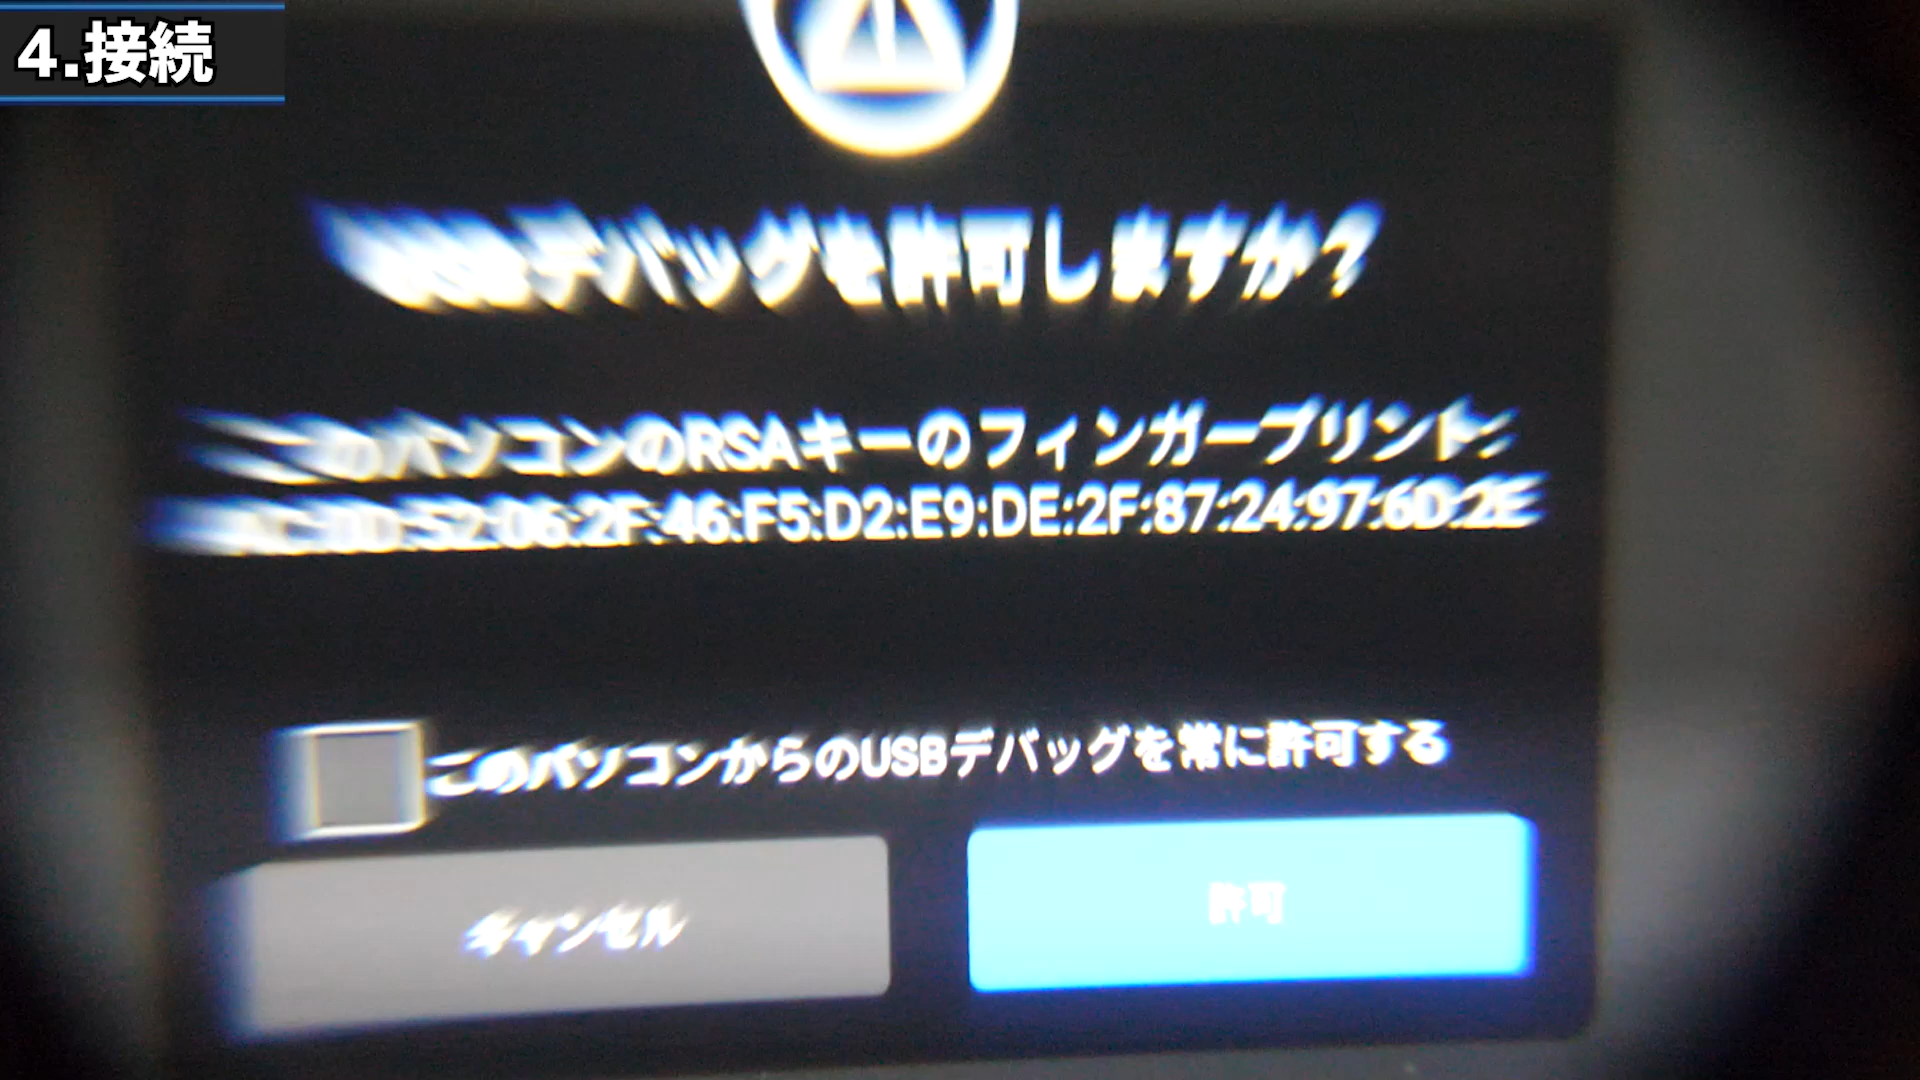 4.接続
USBデバッグを許可しますか?
このパソコンのRSAキーのフィンガープリント:
AC:DD:52:06:2F:46:F5:D2:E9:DE:2F:87:24:97:6D:2E
このパソコンからのUSBデバッグを常に許可する
キャンセル
許可